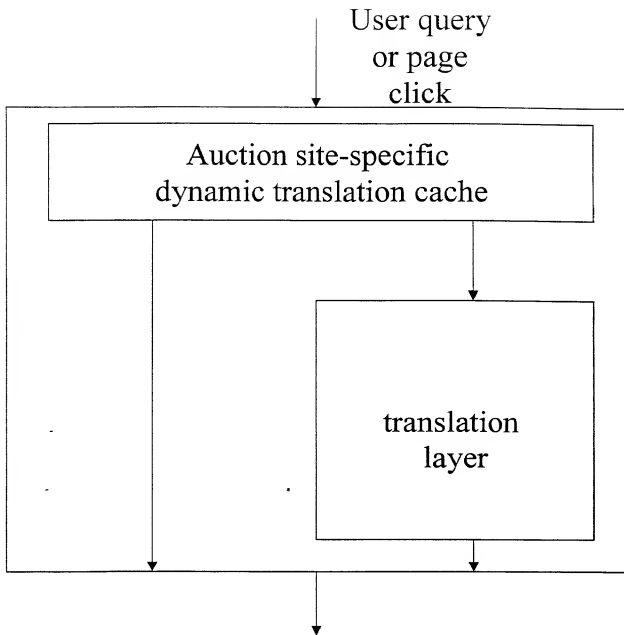 User query
or page
click
Auction site-specific
dynamic translation cache
translation
layer